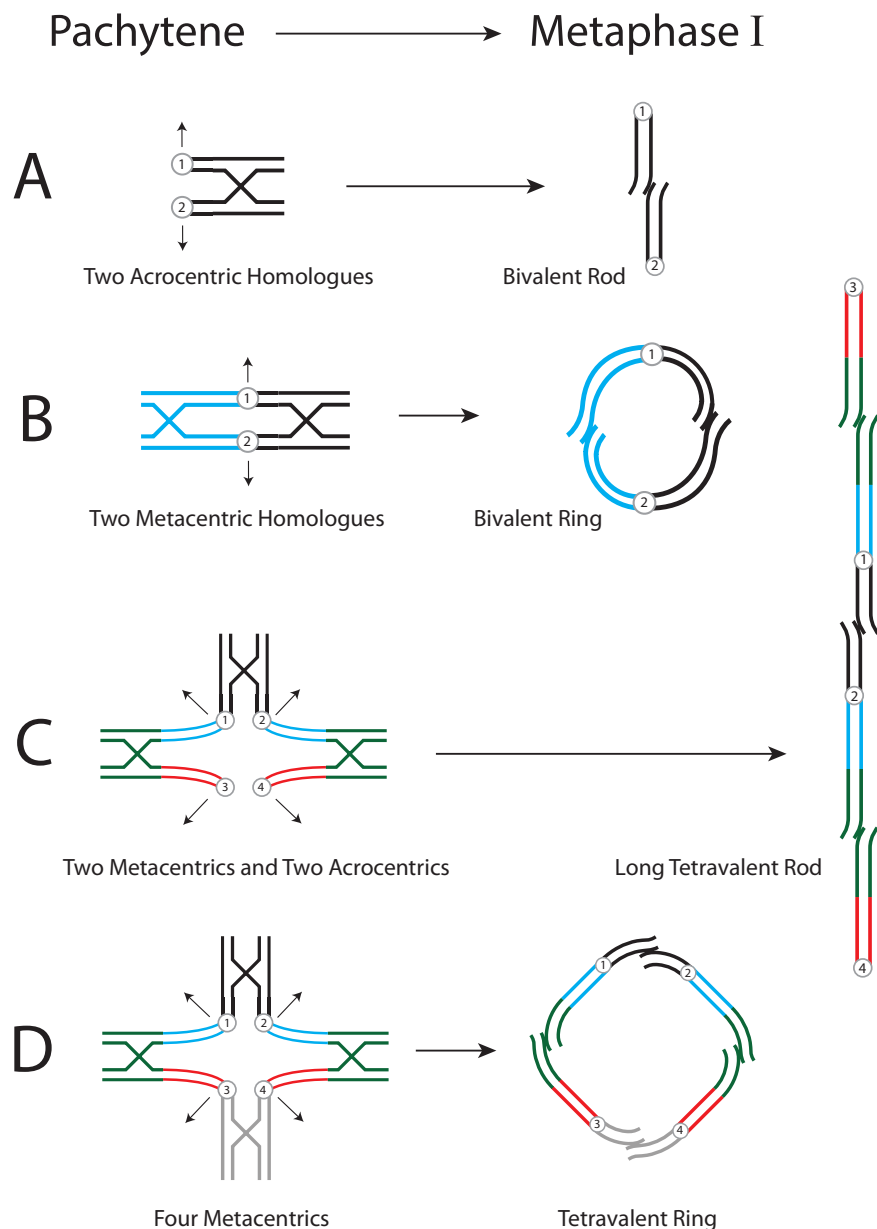 Pachytene Metaphase I
A
1
2
1
2
Two Acrocentric Homologues Bivalent Rod
3
B
1
2
1
2
Two Metacentric Homologues Bivalent Ring
1
C
1 2
3 4
2
Two Metacentrics and Two Acrocentrics Long Tetravalent Rod
4
D
1 2
3 4
1 2
3 4
Four Metacentrics Tetravalent Ring